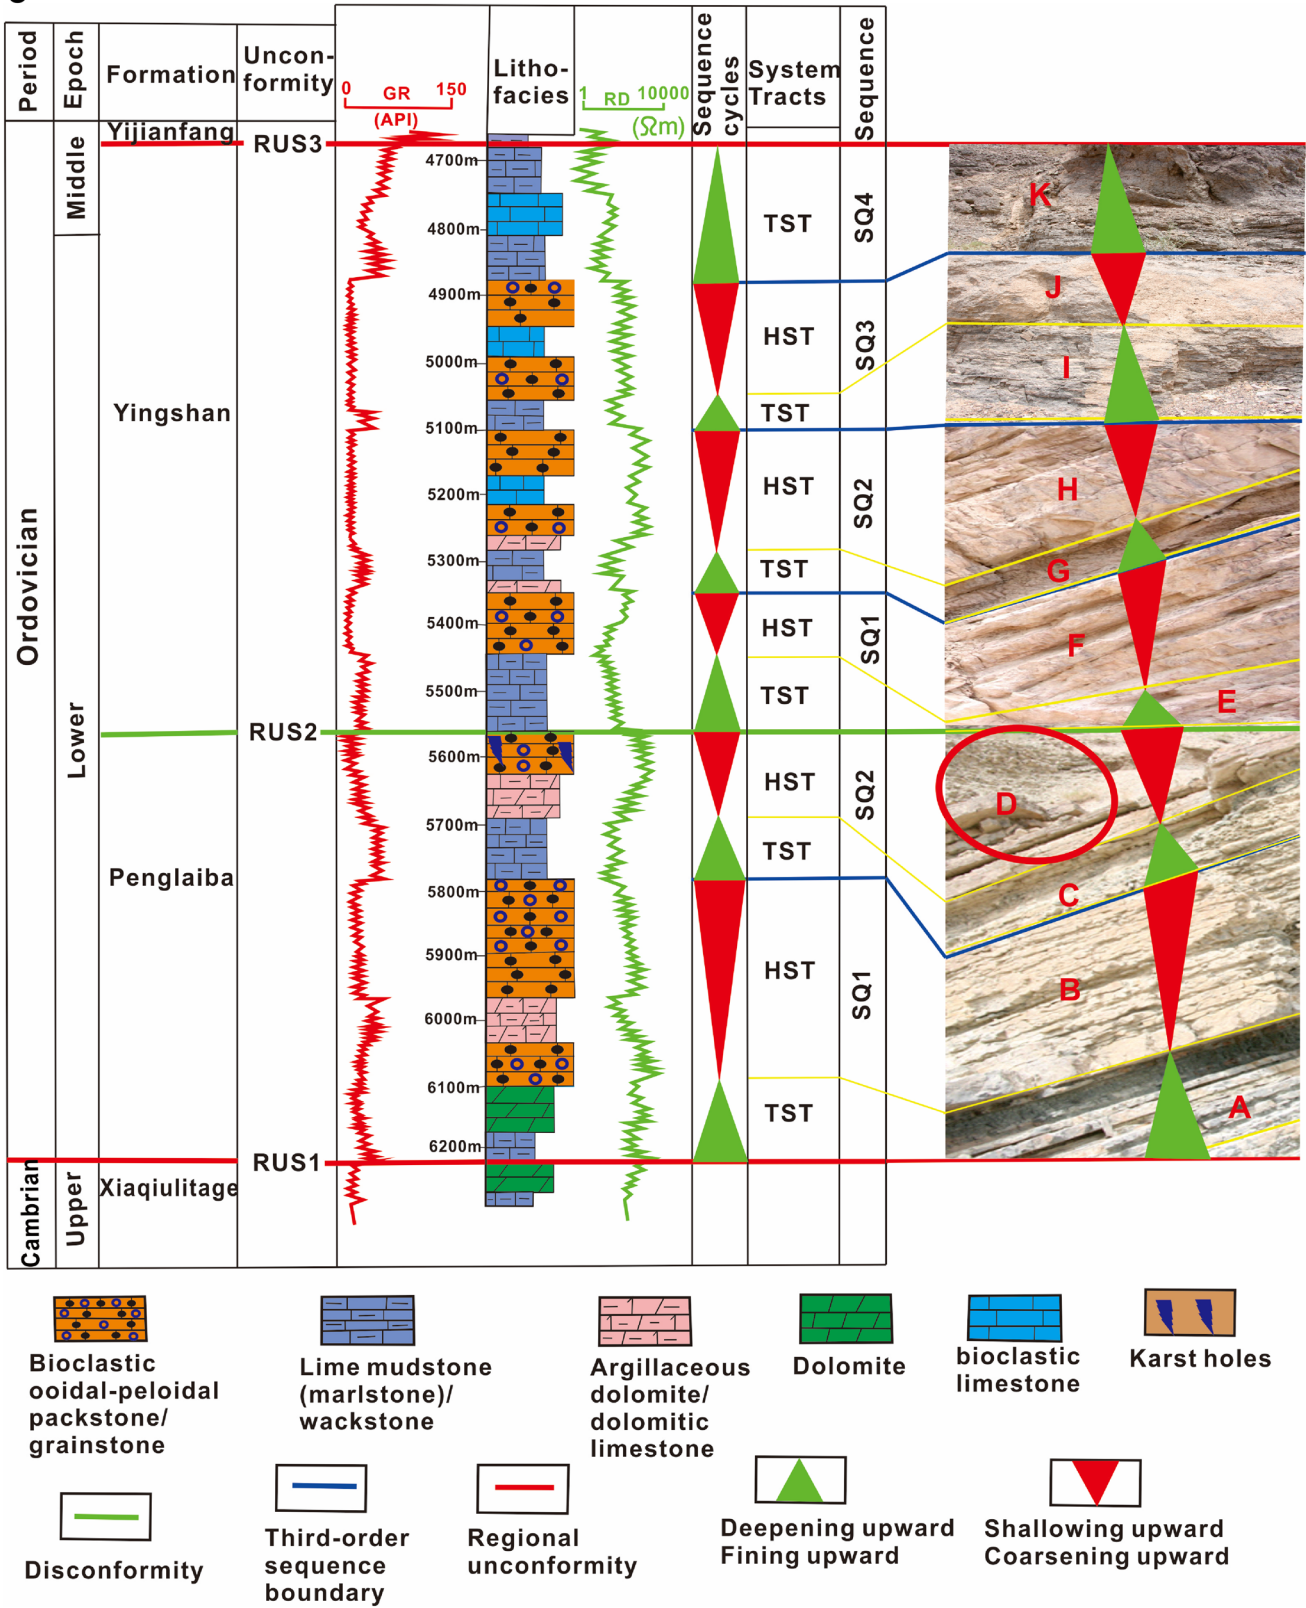 Period
Epoch
Formation
Uncon-
formity
0 150
GR
(API)
Litho-
facies
1 10000
RD
(Ωm)
Sequence
cycles
System
Tracts
Sequence
Ordovician
Cambrian
Middle
Lower
Upper
Yijianfang
Yingshan
Penglaiba
Xiaqiulitage
RUS3
RUS2
RUS1
4700m
4800m
4900m
5000m
5100m
5200m
5300m
5400m
5500m
5600m
5700m
5800m
5900m
6000m
6100m
6200m
TST
HST
TST
HST
TST
HST
TST
HST
TST
HST
TST
SQ4
SQ3
SQ2
SQ1
SQ2
SQ1
K
J
I
H
G
F
E
D
C
B
A
Bioclastic
ooidal-peloidal
packstone/
grainstone
Lime mudstone
(marlstone)/
wackstone
Argillaceous
dolomite/
dolomitic
limestone
Dolomite
bioclastic
limestone
Karst holes
Disconformity
Third-order
sequence
boundary
Regional
unconformity
Deepening upward
Fining upward
Shallowing upward
Coarsening upward